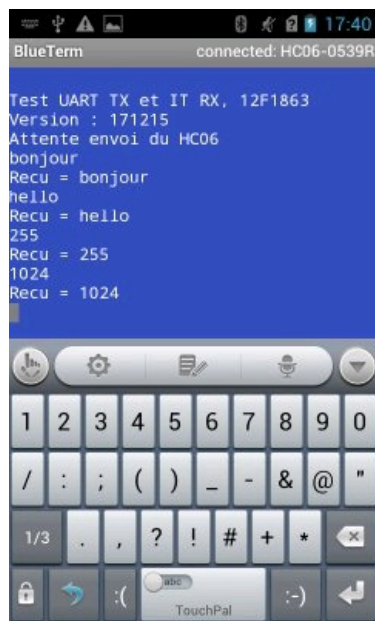 17:40
BlueTerm connected: HC06-0539R
Test UART TX et IT RX, 12F1863
Version : 171215
Attente envoi du HC06
bonjour
Recu = bonjour
hello
Recu = hello
255
Recu = 255
1024
Recu = 1024
1 2 3 4 5 6 7 8 9 0
/ : ; ( ) _ - & @ "
1/3 . , ? ! # + *
:( abc :-)
TouchPal